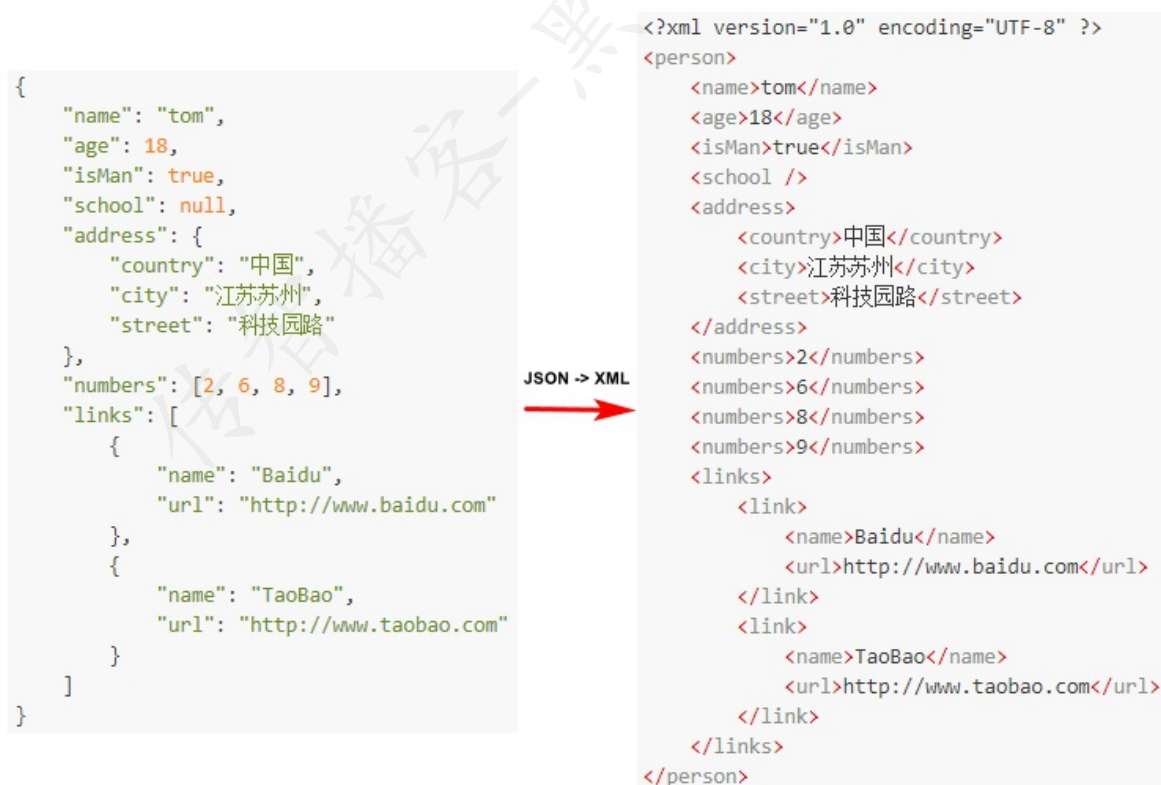 {
    "name": "tom",
    "age": 18,
    "isMan": true,
    "school": null,
    "address": {
        "country": "中国",
        "city": "江苏苏州",
        "street": "科技园路"
    },
    "numbers": [2, 6, 8, 9],
    "links": [
        {
            "name": "Baidu",
            "url": "http://www.baidu.com"
        },
        {
            "name": "TaoBao",
            "url": "http://www.taobao.com"
        }
    ]
}
JSON -> XML
<?xml version="1.0" encoding="UTF-8" ?>
<person>
    <name>tom</name>
    <age>18</age>
    <isMan>true</isMan>
    <school />
    <address>
        <country>中国</country>
        <city>江苏苏州</city>
        <street>科技园路</street>
    </address>
    <numbers>2</numbers>
    <numbers>6</numbers>
    <numbers>8</numbers>
    <numbers>9</numbers>
    <links>
        <link>
            <name>Baidu</name>
            <url>http://www.baidu.com</url>
        </link>
        <link>
            <name>TaoBao</name>
            <url>http://www.taobao.com</url>
        </link>
    </links>
</person>
传智播客-黑